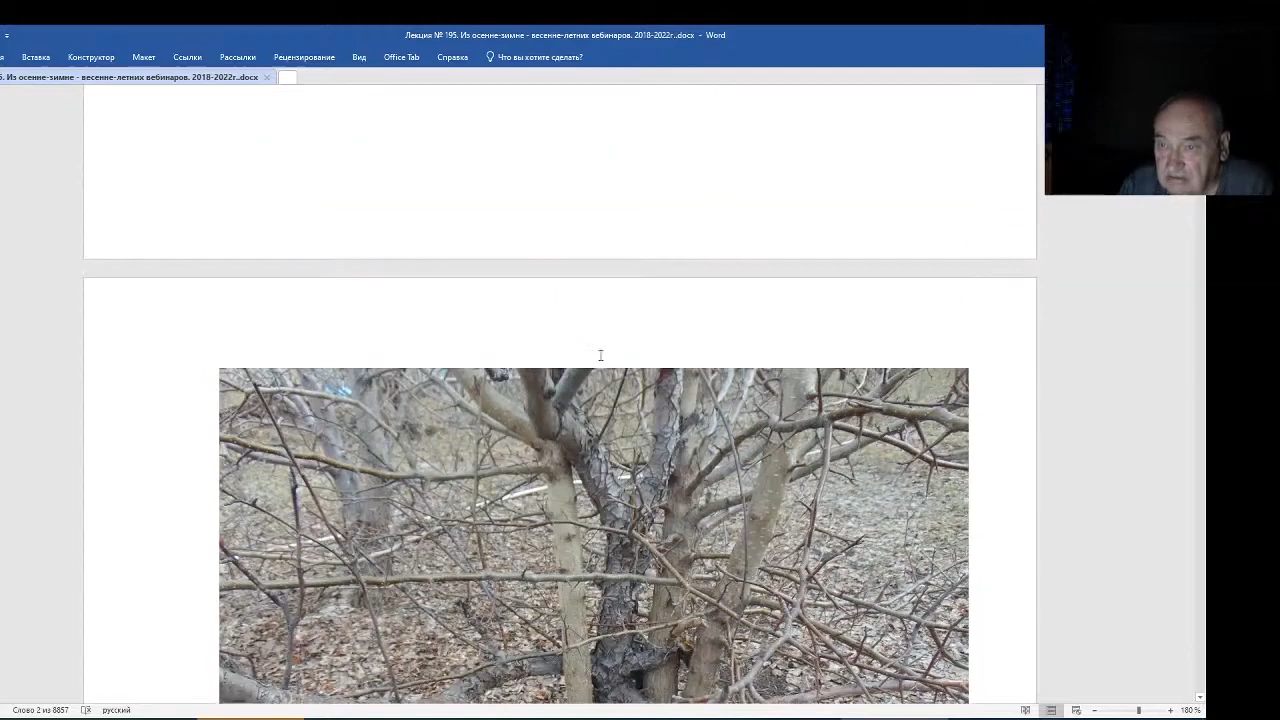 Лекция № 195. Из осенне-зимне - весенне-летних вебинаров. 2018-2022г..docx - Word
я Вставка Конструктор Макет Ссылки Рассылки Рецензирование Вид Office Tab Справка Что вы хотите сделать?
5. Из осенне-зимне - весенне-летних вебинаров. 2018-2022г..docx
Слово 2 из 8857 русский 180 %